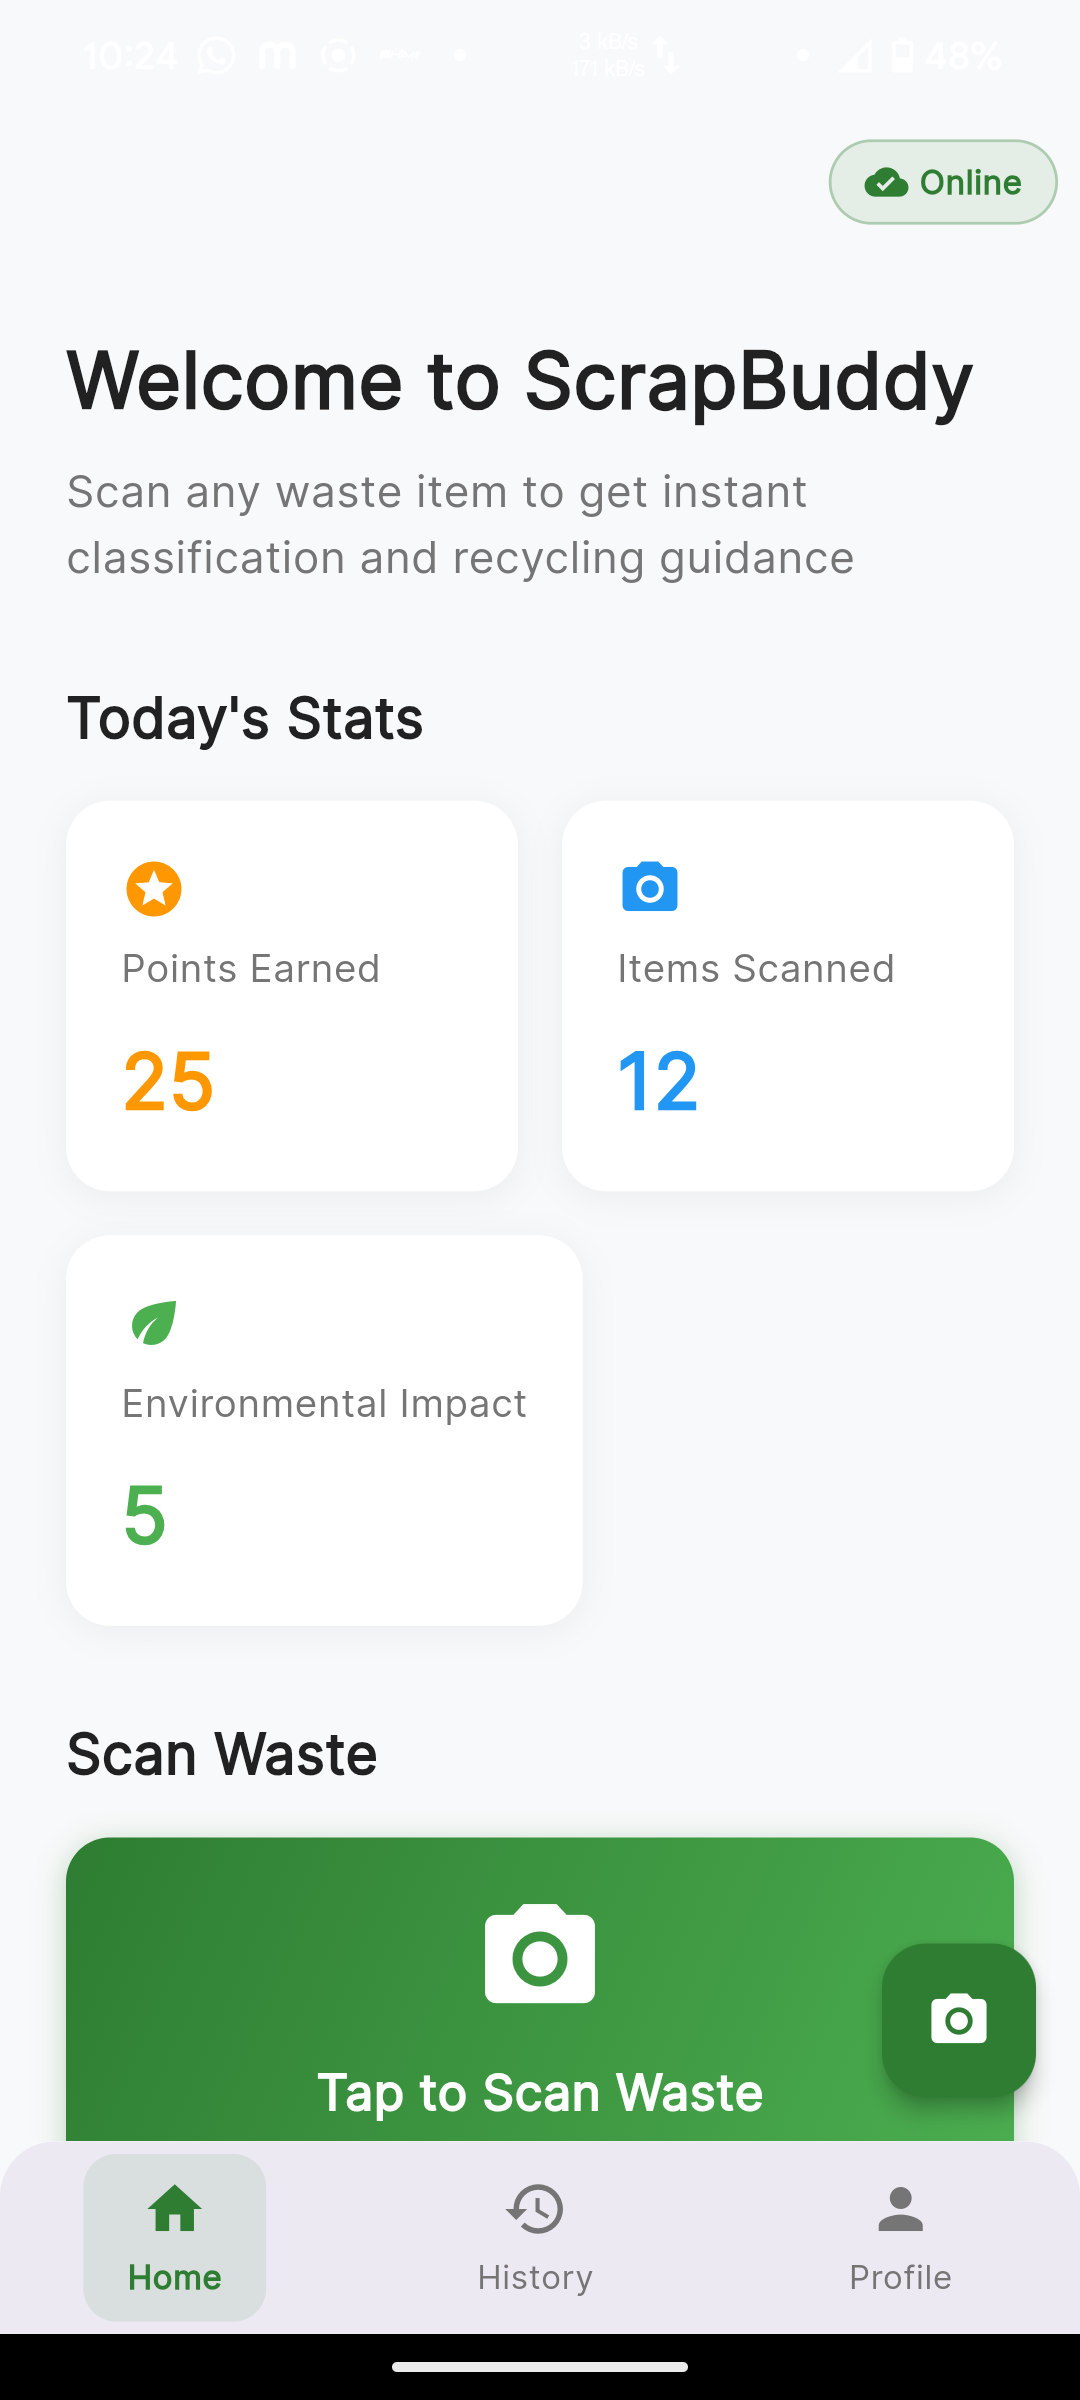 10:24
3 kB/s
171 kB/s
48%
Online
Welcome to ScrapBuddy
Scan any waste item to get instant
classification and recycling guidance
Today's Stats
Points Earned
25
Items Scanned
12
Environmental Impact
5
Scan Waste
Tap to Scan Waste
Home
History
Profile